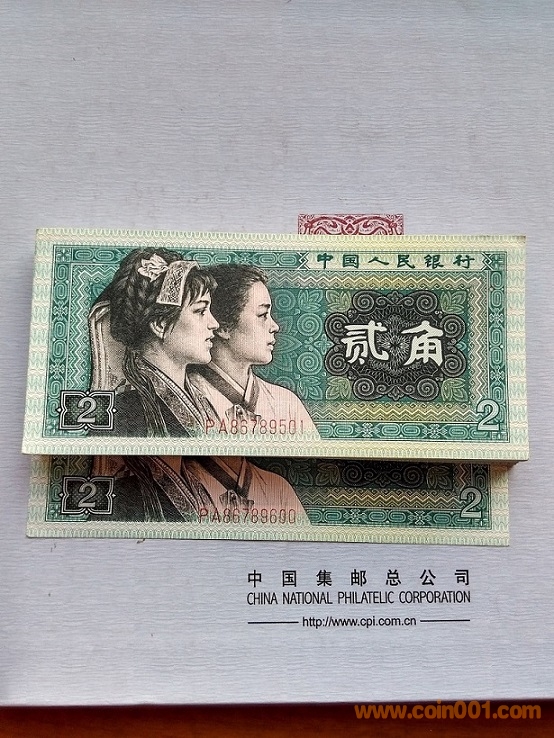 中国人民银行
贰角
2
PA86789501
2
2
PA86789600
2
中国集邮总公司
CHINA NATIONAL PHILATELIC CORPORATION
http://www.cpi.com.cn
www.coin001.com